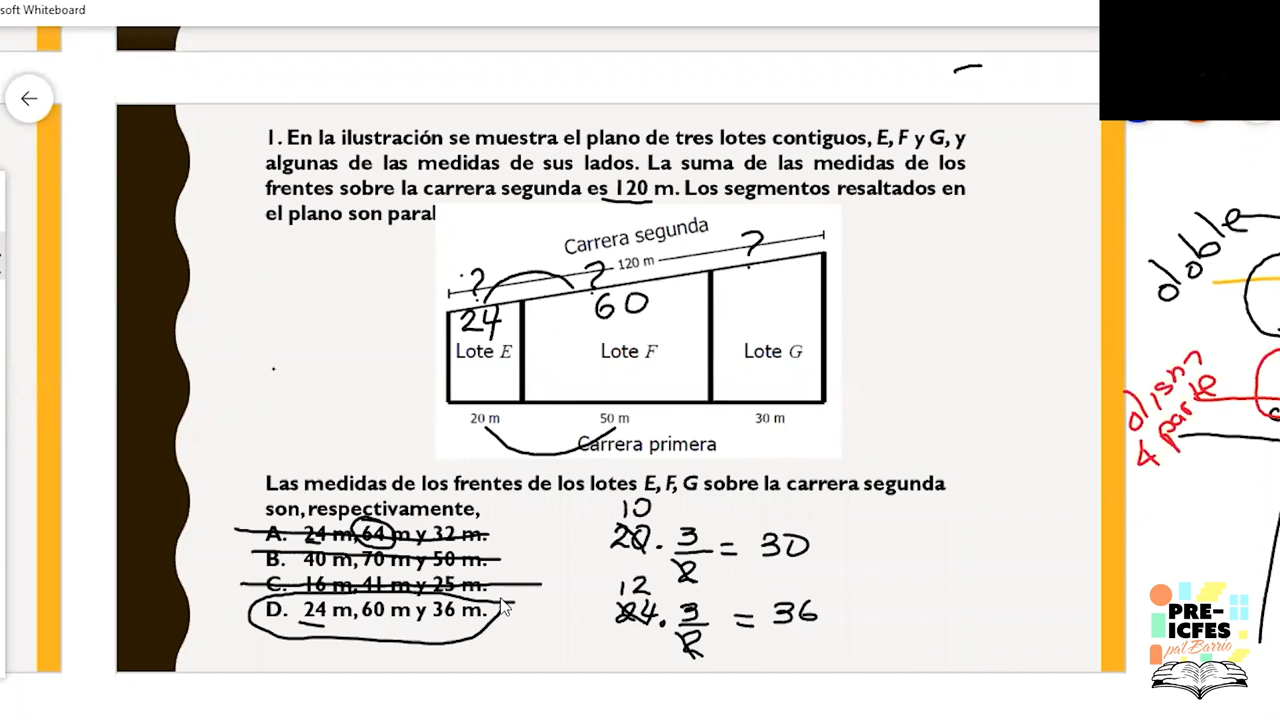 soft Whiteboard
1. En la ilustración se muestra el plano de tres lotes contiguos, E, F y G, y
algunas de las medidas de sus lados. La suma de las medidas de los
frentes sobre la carrera segunda es 120 m. Los segmentos resaltados en
el plano son paral
Carrera segunda
? ? ?
120 m
24 60
Lote E Lote F Lote G
20 m 50 m 30 m
Carrera primera
Las medidas de los frentes de los lotes E, F, G sobre la carrera segunda
son, respectivamente,
A. 24 m, 64 m y 32 m.
B. 40 m, 70 m y 50 m.
C. 16 m, 41 m y 25 m.
D. 24 m, 60 m y 36 m.
10
20 · 3/2 = 30
12
24 · 3/2 = 36
doble
4 parte
PRE-
ICFES
pal Barrio